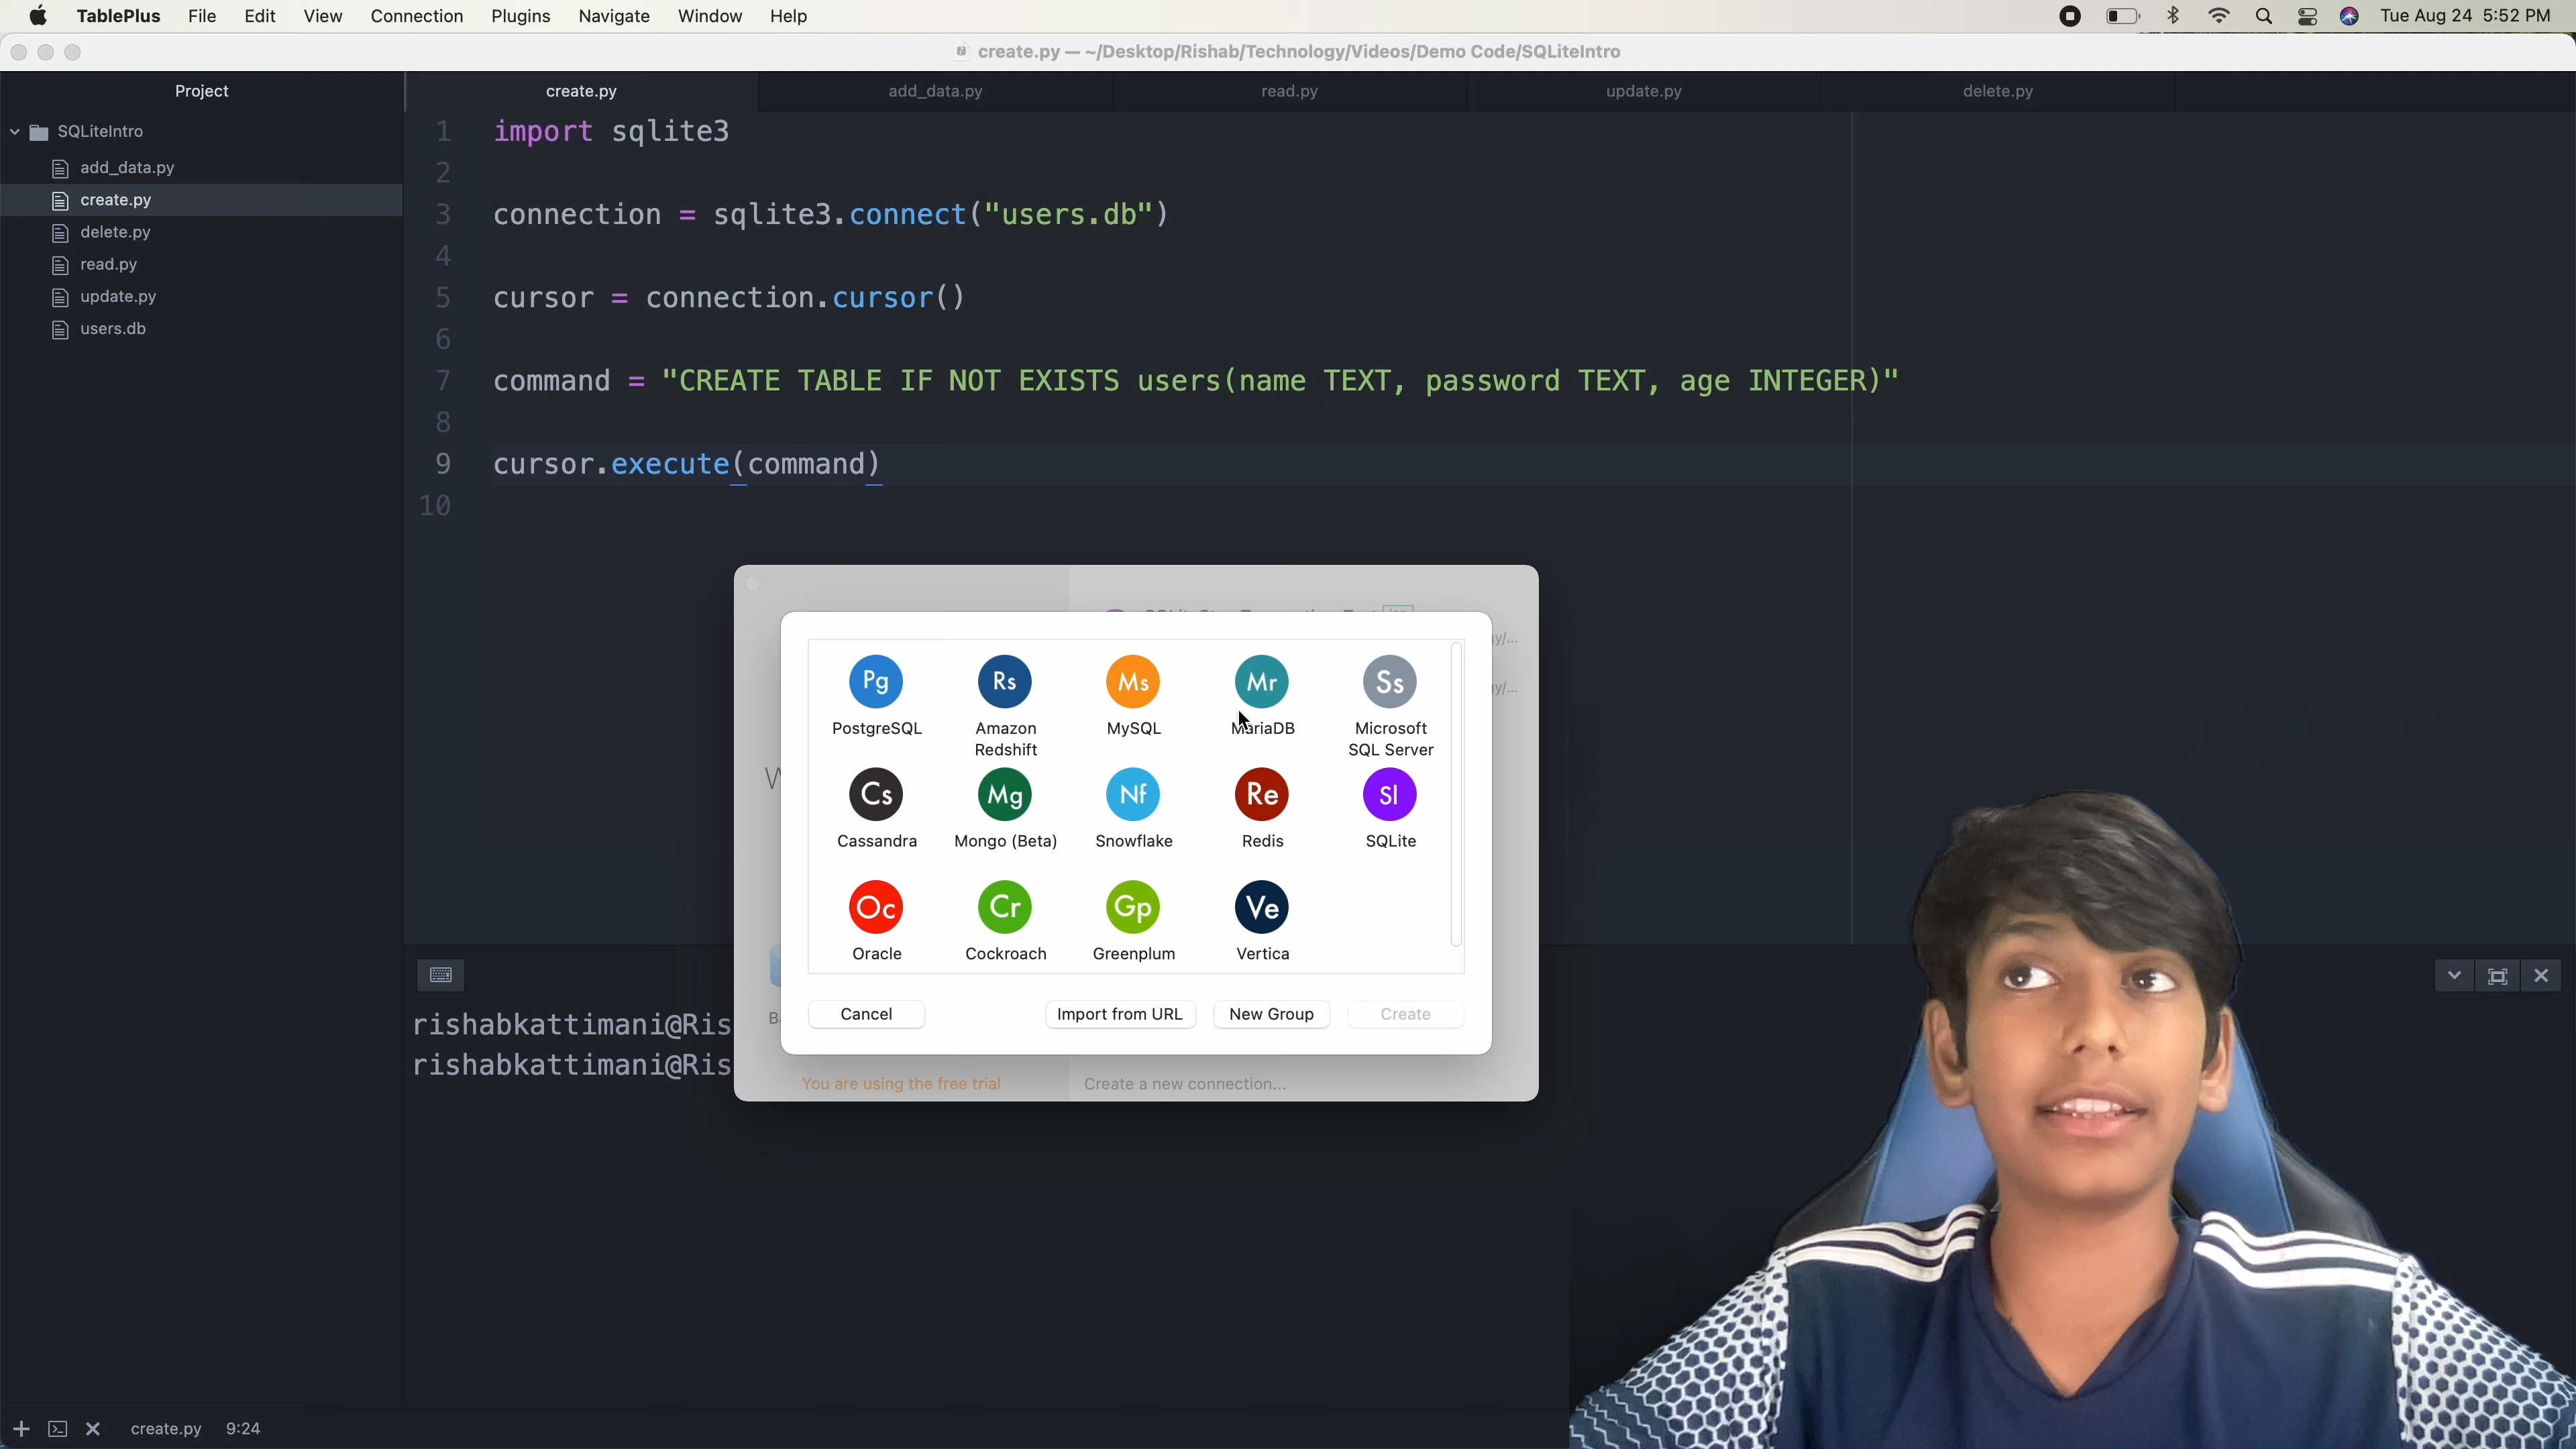 TablePlus File Edit View Connection Plugins Navigate Window Help Tue Aug 24 5:52 PM
create.py — ~/Desktop/Rishab/Technology/Videos/Demo Code/SQLiteIntro
Project
create.py add_data.py read.py update.py delete.py
SQLiteIntro
add_data.py
create.py
delete.py
read.py
update.py
users.db
1 import sqlite3
2
3 connection = sqlite3.connect("users.db")
4
5 cursor = connection.cursor()
6
7 command = "CREATE TABLE IF NOT EXISTS users(name TEXT, password TEXT, age INTEGER)"
8
9 cursor.execute(command)
10
y/...
y/...
W
Pg Rs Ms Mr Ss
PostgreSQL Amazon Redshift MySQL MariaDB Microsoft SQL Server
Cs Mg Nf Re Sl
Cassandra Mongo (Beta) Snowflake Redis SQLite
Oc Cr Gp Ve
Oracle Cockroach Greenplum Vertica
Cancel Import from URL New Group Create
You are using the free trial Create a new connection...
rishabkattimani@Ris
rishabkattimani@Ris
create.py 9:24